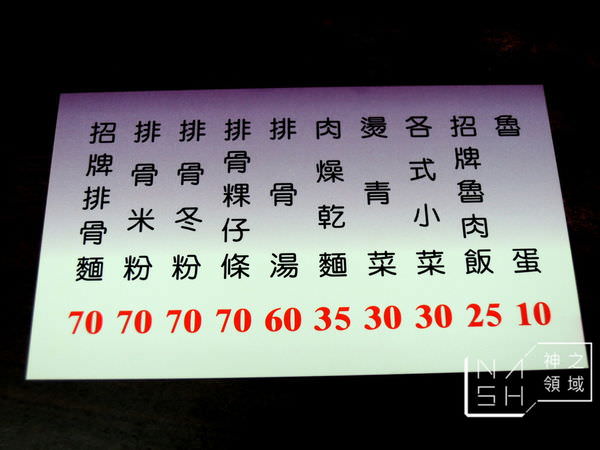 魯蛋 10
招牌魯肉飯 25
各式小菜 30
燙青菜 30
肉燥乾麵 35
排骨湯 60
排骨粿仔條 70
排骨冬粉 70
排骨米粉 70
招牌排骨麵 70
NASH 神之領域